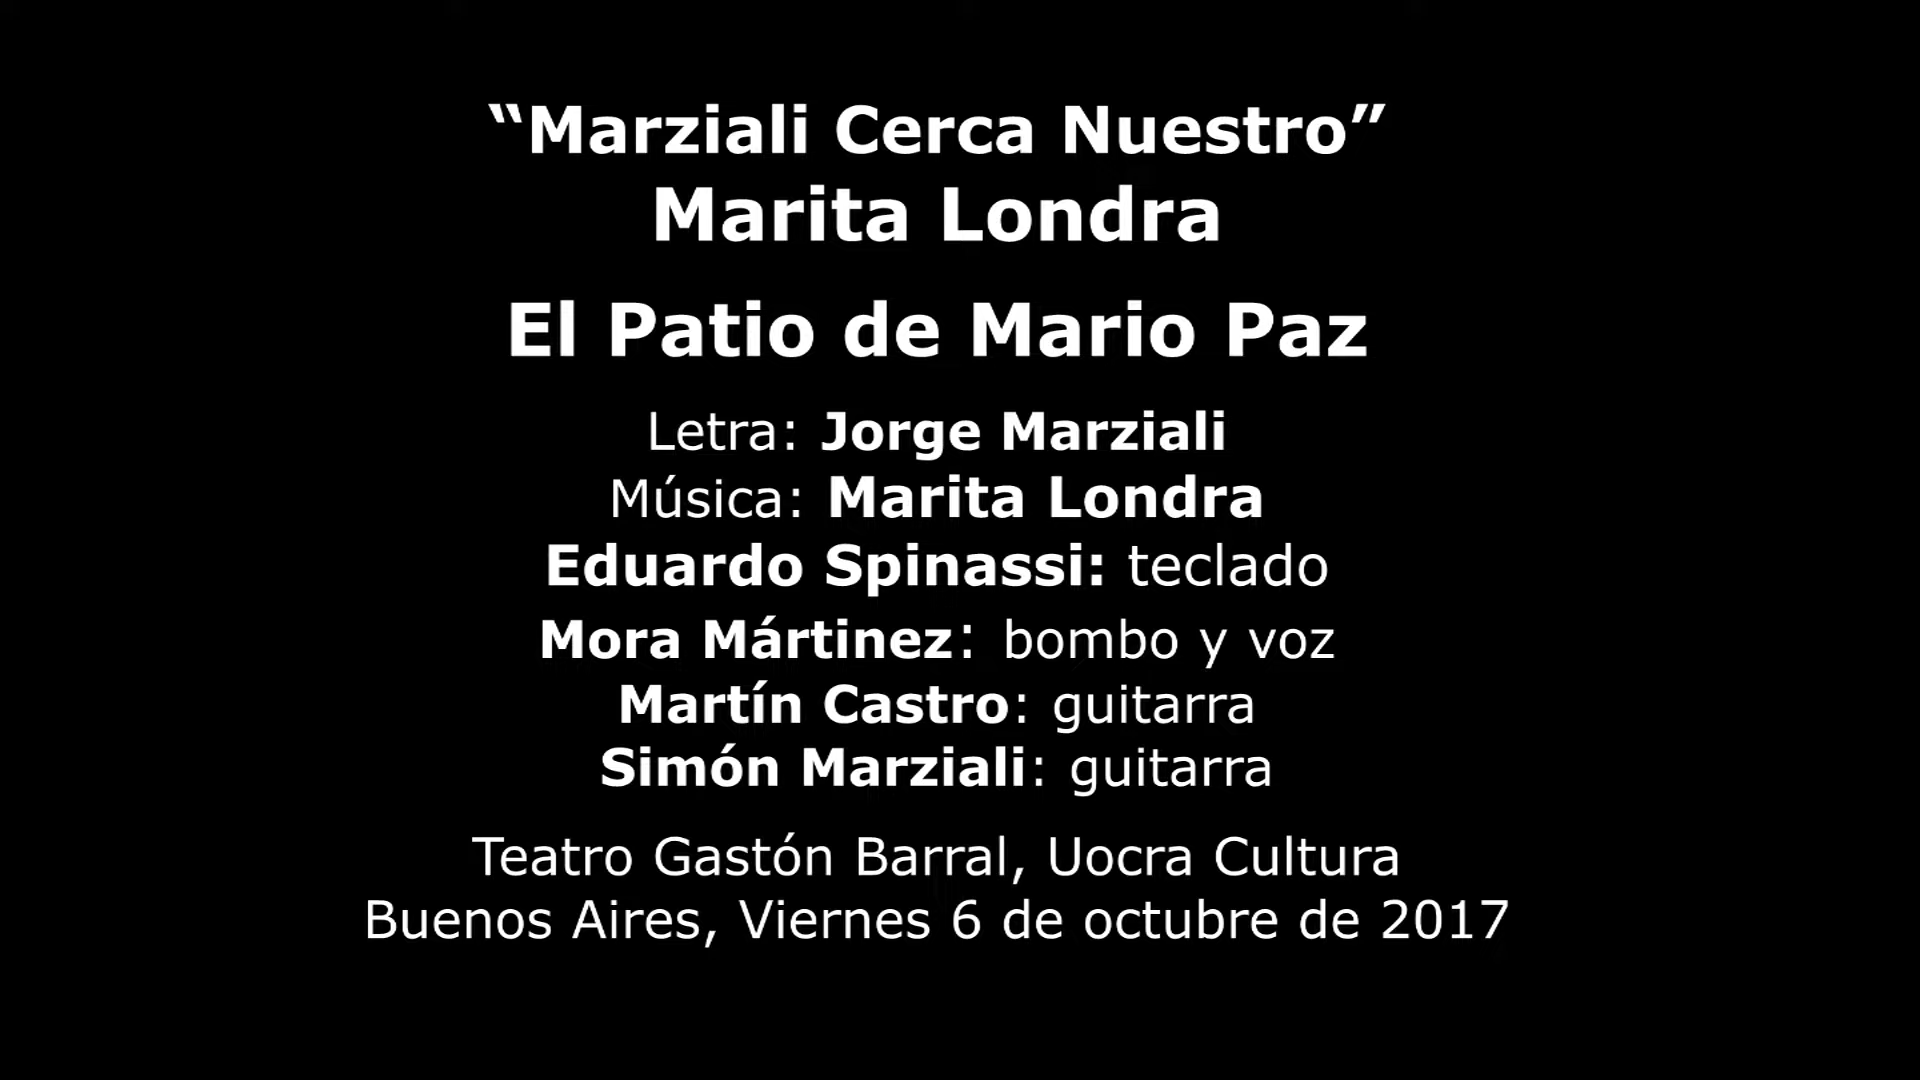 “Marziali Cerca Nuestro”
Marita Londra
El Patio de Mario Paz
Letra: Jorge Marziali
Música: Marita Londra
Eduardo Spinassi: teclado
Mora Mártinez: bombo y voz
Martín Castro: guitarra
Simón Marziali: guitarra
Teatro Gastón Barral, Uocra Cultura
Buenos Aires, Viernes 6 de octubre de 2017